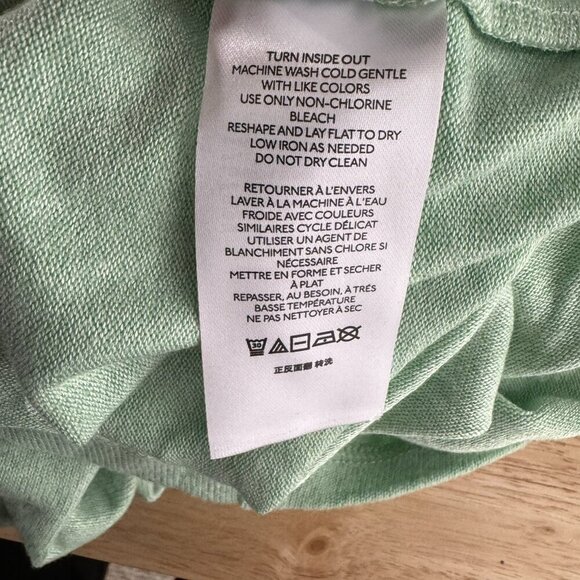 TURN INSIDE OUT
MACHINE WASH COLD GENTLE
WITH LIKE COLORS
USE ONLY NON-CHLORINE
BLEACH
RESHAPE AND LAY FLAT TO DRY
LOW IRON AS NEEDED
DO NOT DRY CLEAN
RETOURNER À L'ENVERS
LAVER À LA MACHINE À L'EAU
FROIDE AVEC COULEURS
SIMILAIRES CYCLE DÉLICAT
UTILISER UN AGENT DE
BLANCHIMENT SANS CHLORE SI
NÉCESSAIRE
METTRE EN FORME ET SECHER
À PLAT
REPASSER, AU BESOIN, À TRÉS
BASSE TEMPÉRATURE
NE PAS NETTOYER À SEC
30
正反面翻 转洗